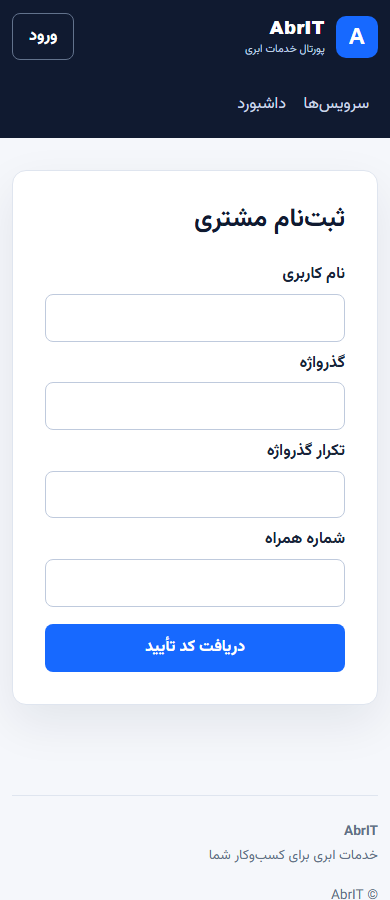 A
AbrIT
پورتال خدمات ابری
ورود
سرویس‌ها
داشبورد
ثبت‌نام مشتری
نام کاربری
گذرواژه
تکرار گذرواژه
شماره همراه
دریافت کد تأیید
AbrIT
خدمات ابری برای کسب‌وکار شما
© AbrIT